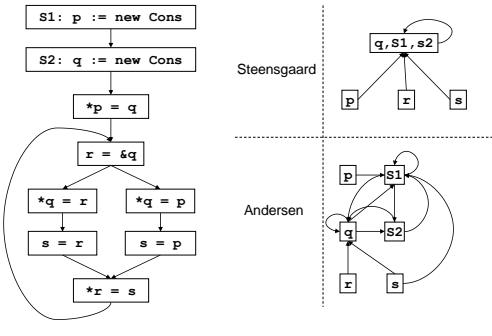 S1: p := new Cons
S2: q := new Cons
*p = q
r = &q
*q = r
*q = p
s = r
s = p
*r = s
Steensgaard
q,S1,s2
p
r
s
Andersen
p
S1
q
S2
r
s